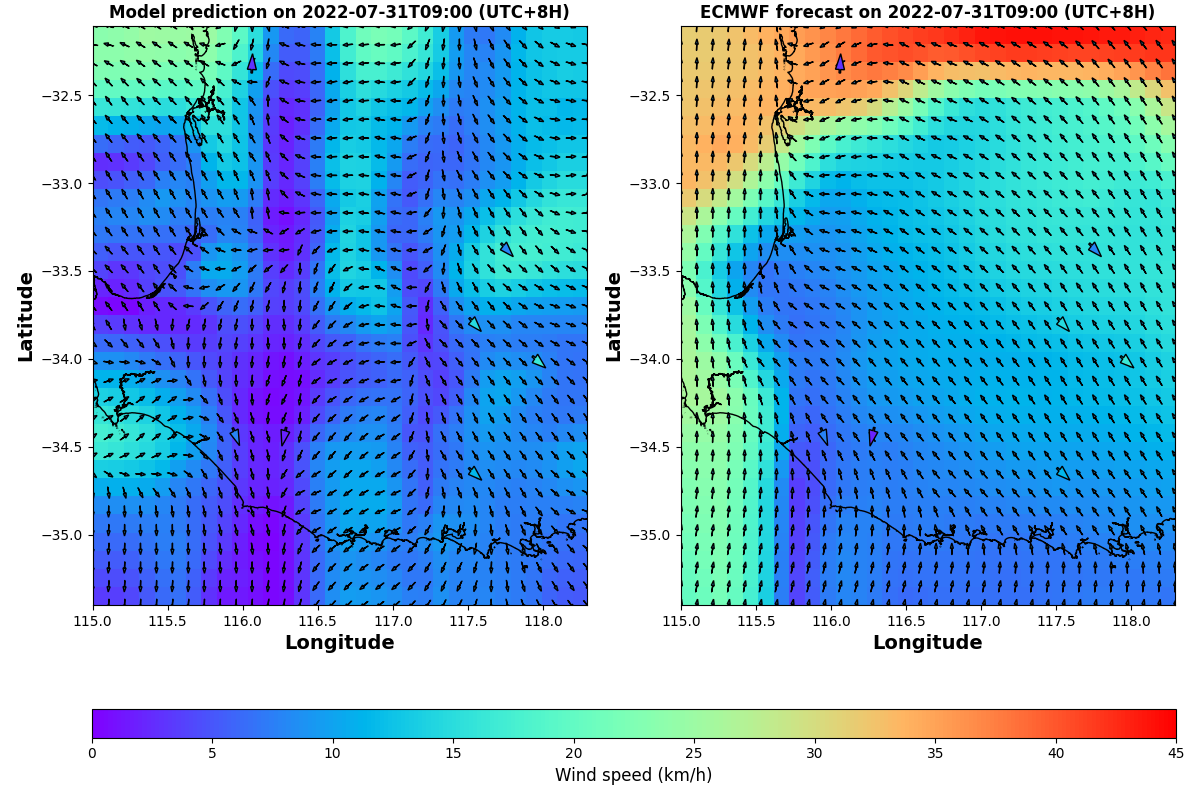 Model prediction on 2022-07-31T09:00 (UTC+8H)
ECMWF forecast on 2022-07-31T09:00 (UTC+8H)
Latitude
−32.5
−33.0
−33.5
−34.0
−34.5
−35.0
115.0 115.5 116.0 116.5 117.0 117.5 118.0
Longitude
Latitude
−32.5
−33.0
−33.5
−34.0
−34.5
−35.0
115.0 115.5 116.0 116.5 117.0 117.5 118.0
Longitude
0 5 10 15 20 25 30 35 40 45
Wind speed (km/h)